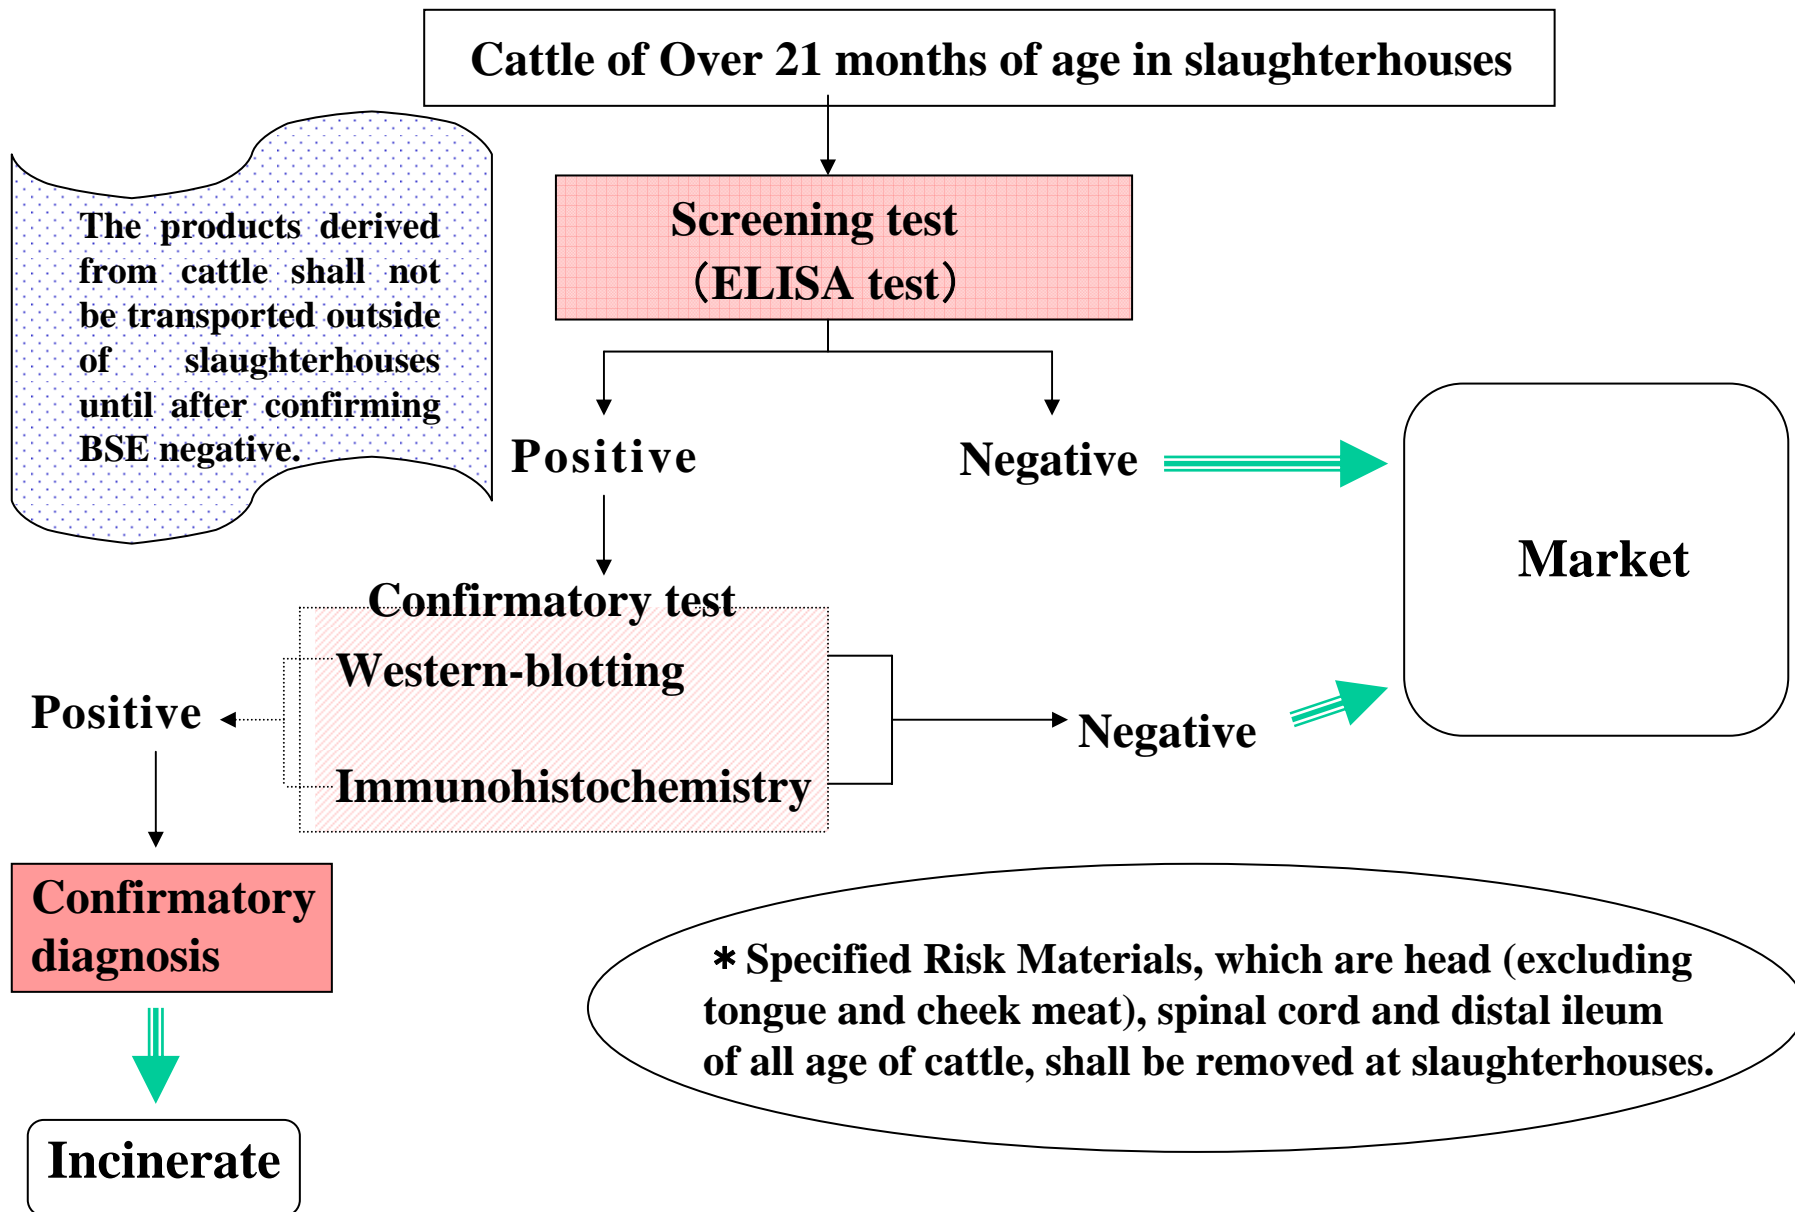 Cattle of Over 21 months of age in slaughterhouses
The products derived
from cattle shall not
be transported outside
of slaughterhouses
until after confirming
BSE negative.
Screening test
（ELISA test）
Positive
Negative
Market
Confirmatory test
Western-blotting
Immunohistochemistry
Positive
Negative
Confirmatory
diagnosis
＊Specified Risk Materials, which are head (excluding
tongue and cheek meat), spinal cord and distal ileum
of all age of cattle, shall be removed at slaughterhouses.
Incinerate